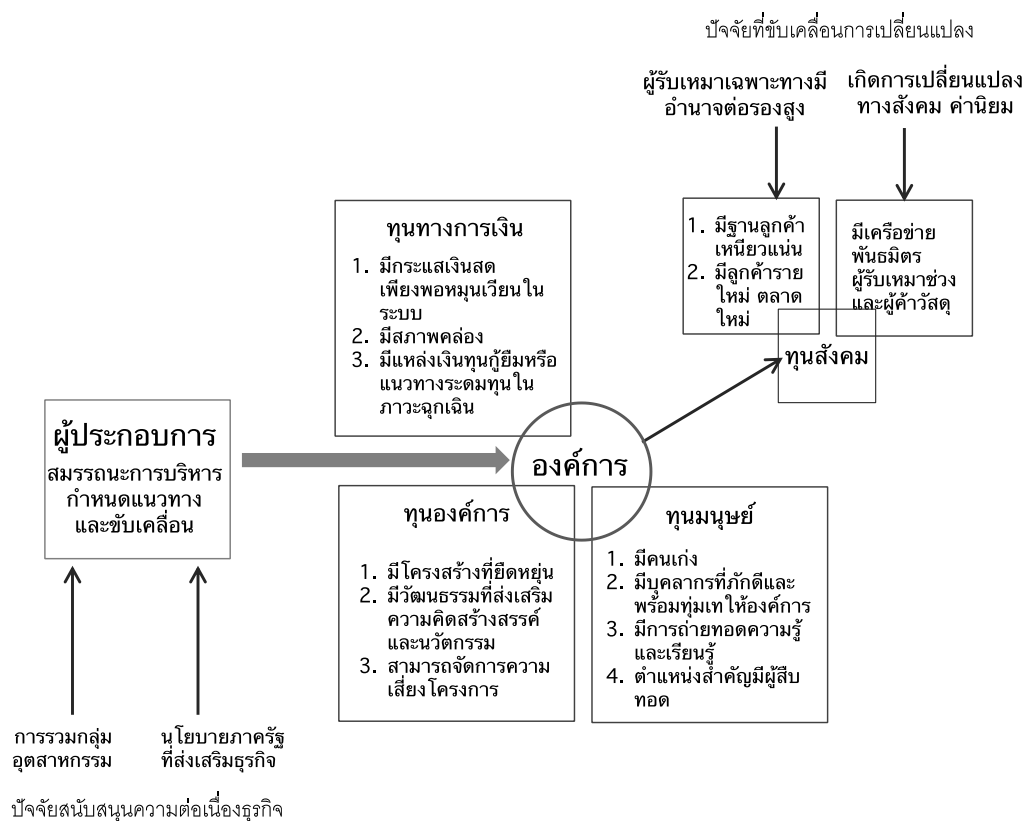 ปัจจัยที่ขับเคลื่อนการเปลี่ยนแปลง
ผู้รับเหมาเฉพาะทางมี
อำนาจต่อรองสูง
เกิดการเปลี่ยนแปลง
ทางสังคม ค่านิยม
1. มีฐานลูกค้า
เหนียวแน่น
2. มีลูกค้าราย
ใหม่ ตลาด
ใหม่
มีเครือข่าย
พันธมิตร
ผู้รับเหมาช่วง
และผู้ค้าวัสดุ
ทุนสังคม
ทุนทางการเงิน
1. มีกระแสเงินสด
เพียงพอหมุนเวียนใน
ระบบ
2. มีสภาพคล่อง
3. มีแหล่งเงินทุนกู้ยืมหรือ
แนวทางระดมทุนใน
ภาวะฉุกเฉิน
ผู้ประกอบการ
สมรรถนะการบริหาร
กำหนดแนวทาง
และขับเคลื่อน
องค์การ
ทุนองค์การ
1. มีโครงสร้างที่ยืดหยุ่น
2. มีวัฒนธรรมที่ส่งเสริม
ความคิดสร้างสรรค์
และนวัตกรรม
3. สามารถจัดการความ
เสี่ยงโครงการ
ทุนมนุษย์
1. มีคนเก่ง
2. มีบุคลากรที่ภักดีและ
พร้อมทุ่มเทให้องค์การ
3. มีการถ่ายทอดความรู้
และเรียนรู้
4. ตำแหน่งสำคัญมีผู้สืบ
ทอด
การรวมกลุ่ม
อุตสาหกรรม
นโยบายภาครัฐ
ที่ส่งเสริมธุรกิจ
ปัจจัยสนับสนุนความต่อเนื่องธุรกิจ